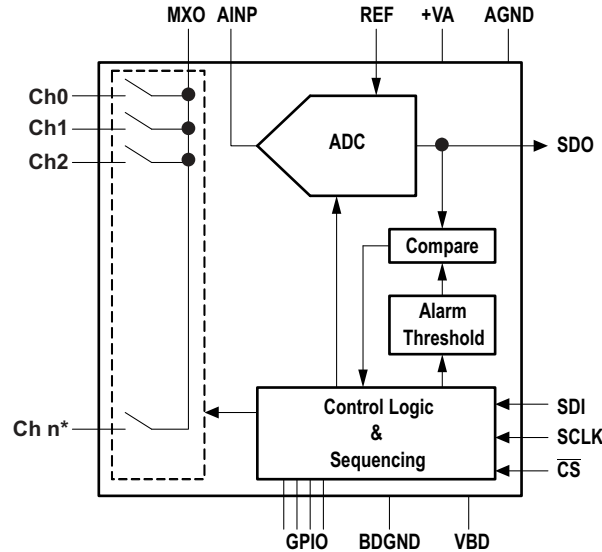 MXO AINP REF +VA AGND
Ch0
Ch1
Ch2
ADC
SDO
Compare
Alarm
Threshold
Ch n*
Control Logic
&
Sequencing
SDI
SCLK
CS
GPIO BDGND VBD